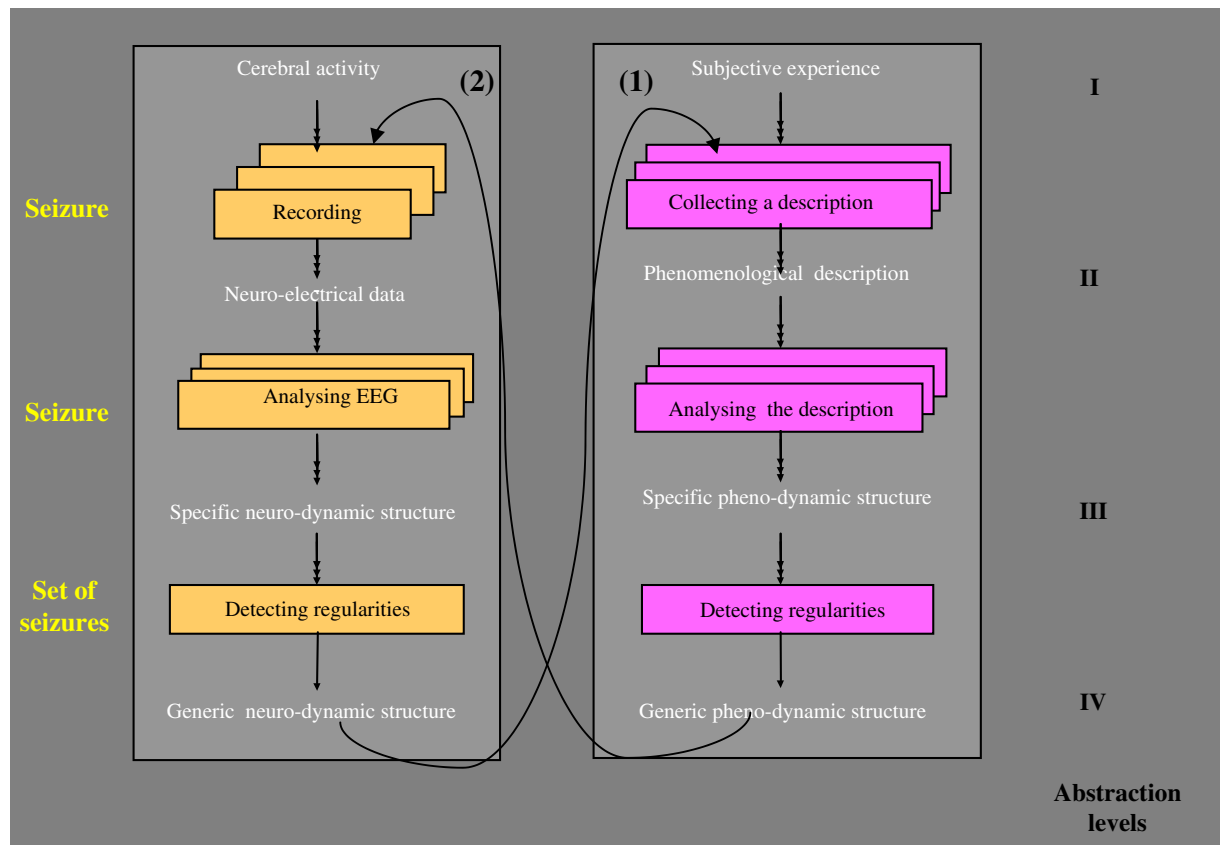 Cerebral activity
(2)
(1)
Subjective experience
I
Seizure
Recording
Collecting a description
Neuro-electrical data
Phenomenological description
II
Seizure
Analysing EEG
Analysing the description
Specific neuro-dynamic structure
Specific pheno-dynamic structure
III
Set of
seizures
Detecting regularities
Detecting regularities
Generic neuro-dynamic structure
Generic pheno-dynamic structure
IV
Abstraction
levels